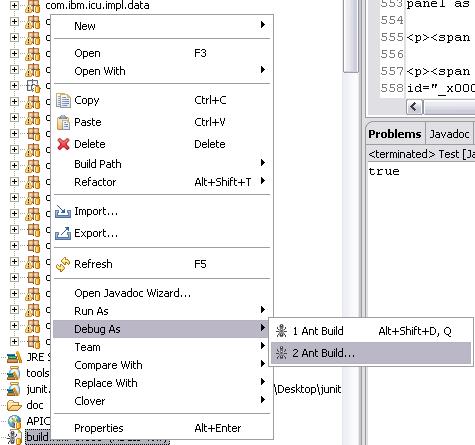 com.ibm.icu.impl.data
New
Open F3
Open With
Copy Ctrl+C
Paste Ctrl+V
Delete Delete
Build Path
Refactor Alt+Shift+T
Import...
Export...
Refresh F5
Open Javadoc Wizard...
Run As
Debug As
Team
Compare With
Replace With
Clover
Properties Alt+Enter
1 Ant Build Alt+Shift+D, Q
2 Ant Build...
JRE S
tools
junit. \Desktop\junit
doc
APIC
build
553 panel as
554
555 <p><span
556
557 <p><span
558 id="_x000
Problems Javadoc
<terminated> Test [Ja
true